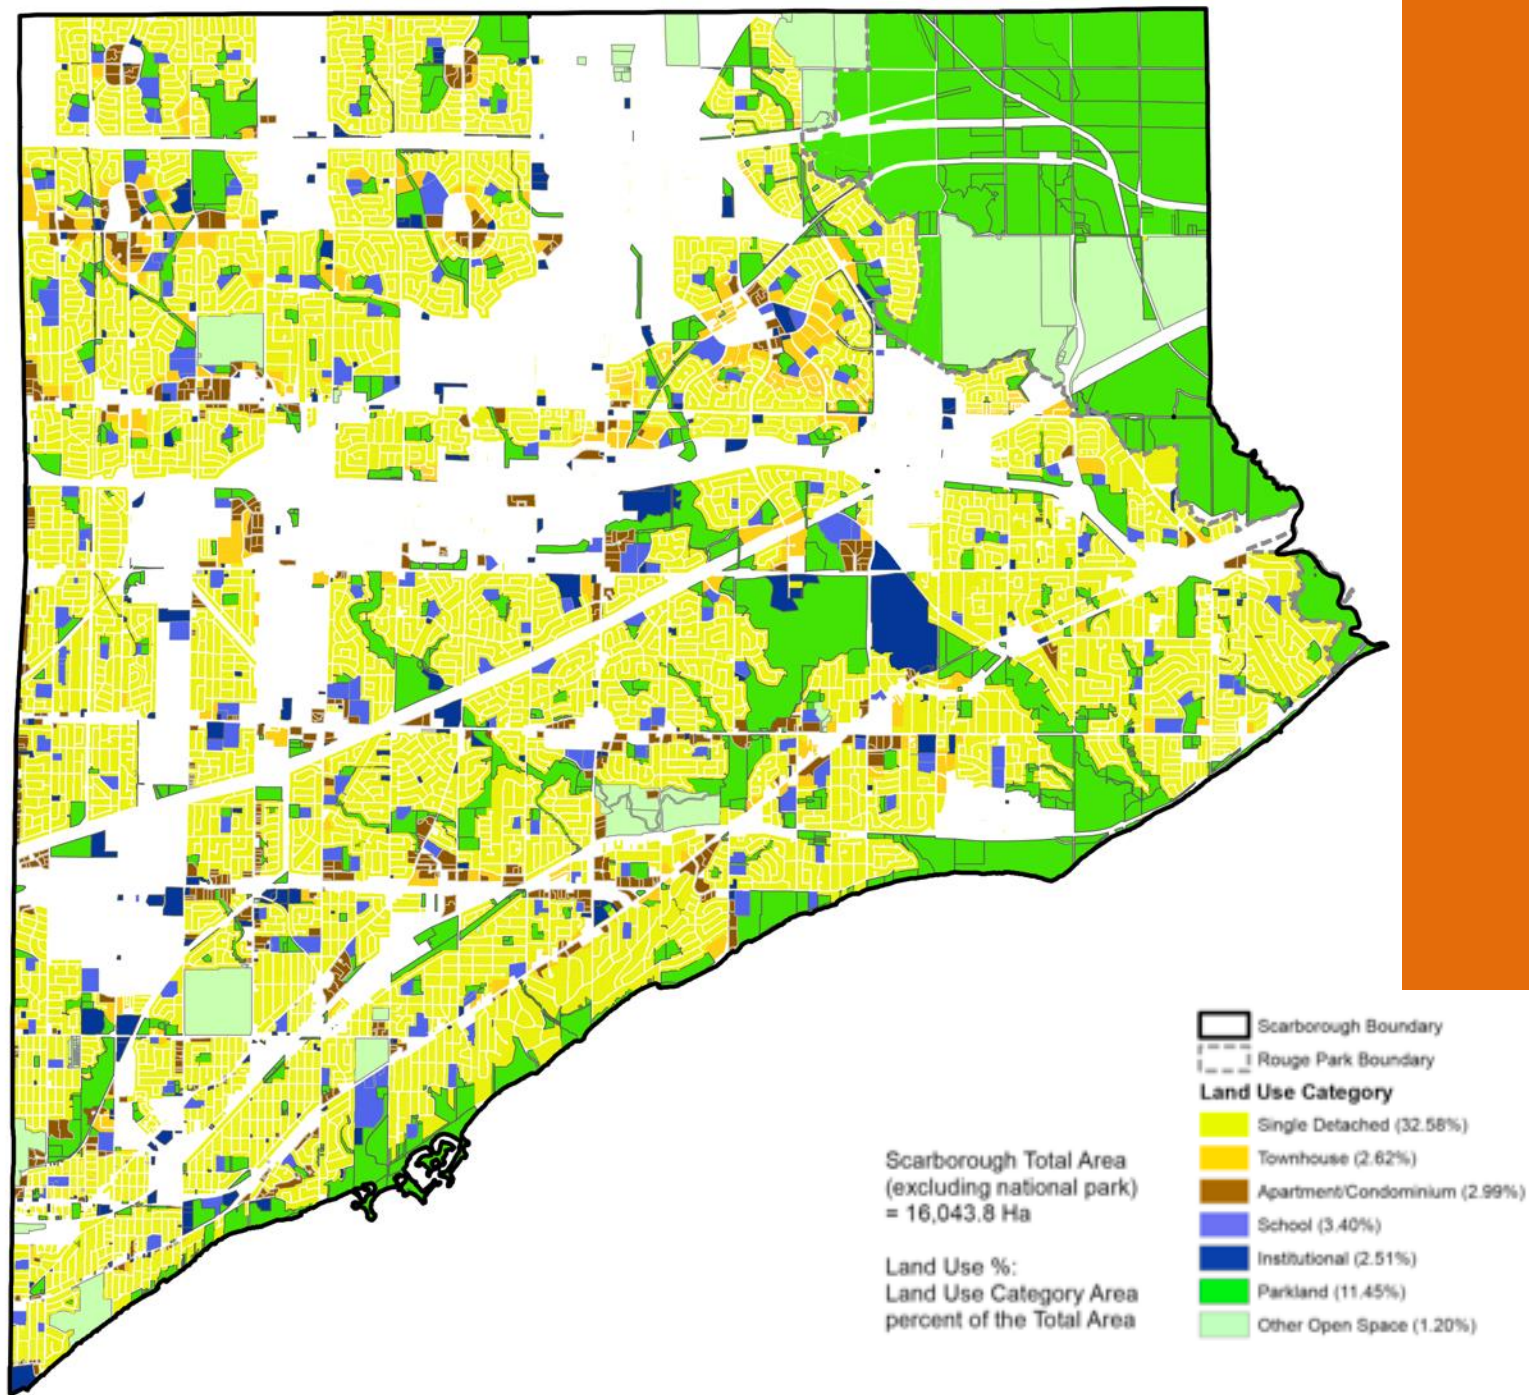 Scarborough Boundary
Rouge Park Boundary
Land Use Category
Single Detached (32.58%)
Townhouse (2.62%)
Apartment/Condominium (2.99%)
School (3.40%)
Institutional (2.51%)
Parkland (11.45%)
Other Open Space (1.20%)
Scarborough Total Area
(excluding national park)
= 16,043.8 Ha
Land Use %:
Land Use Category Area
percent of the Total Area